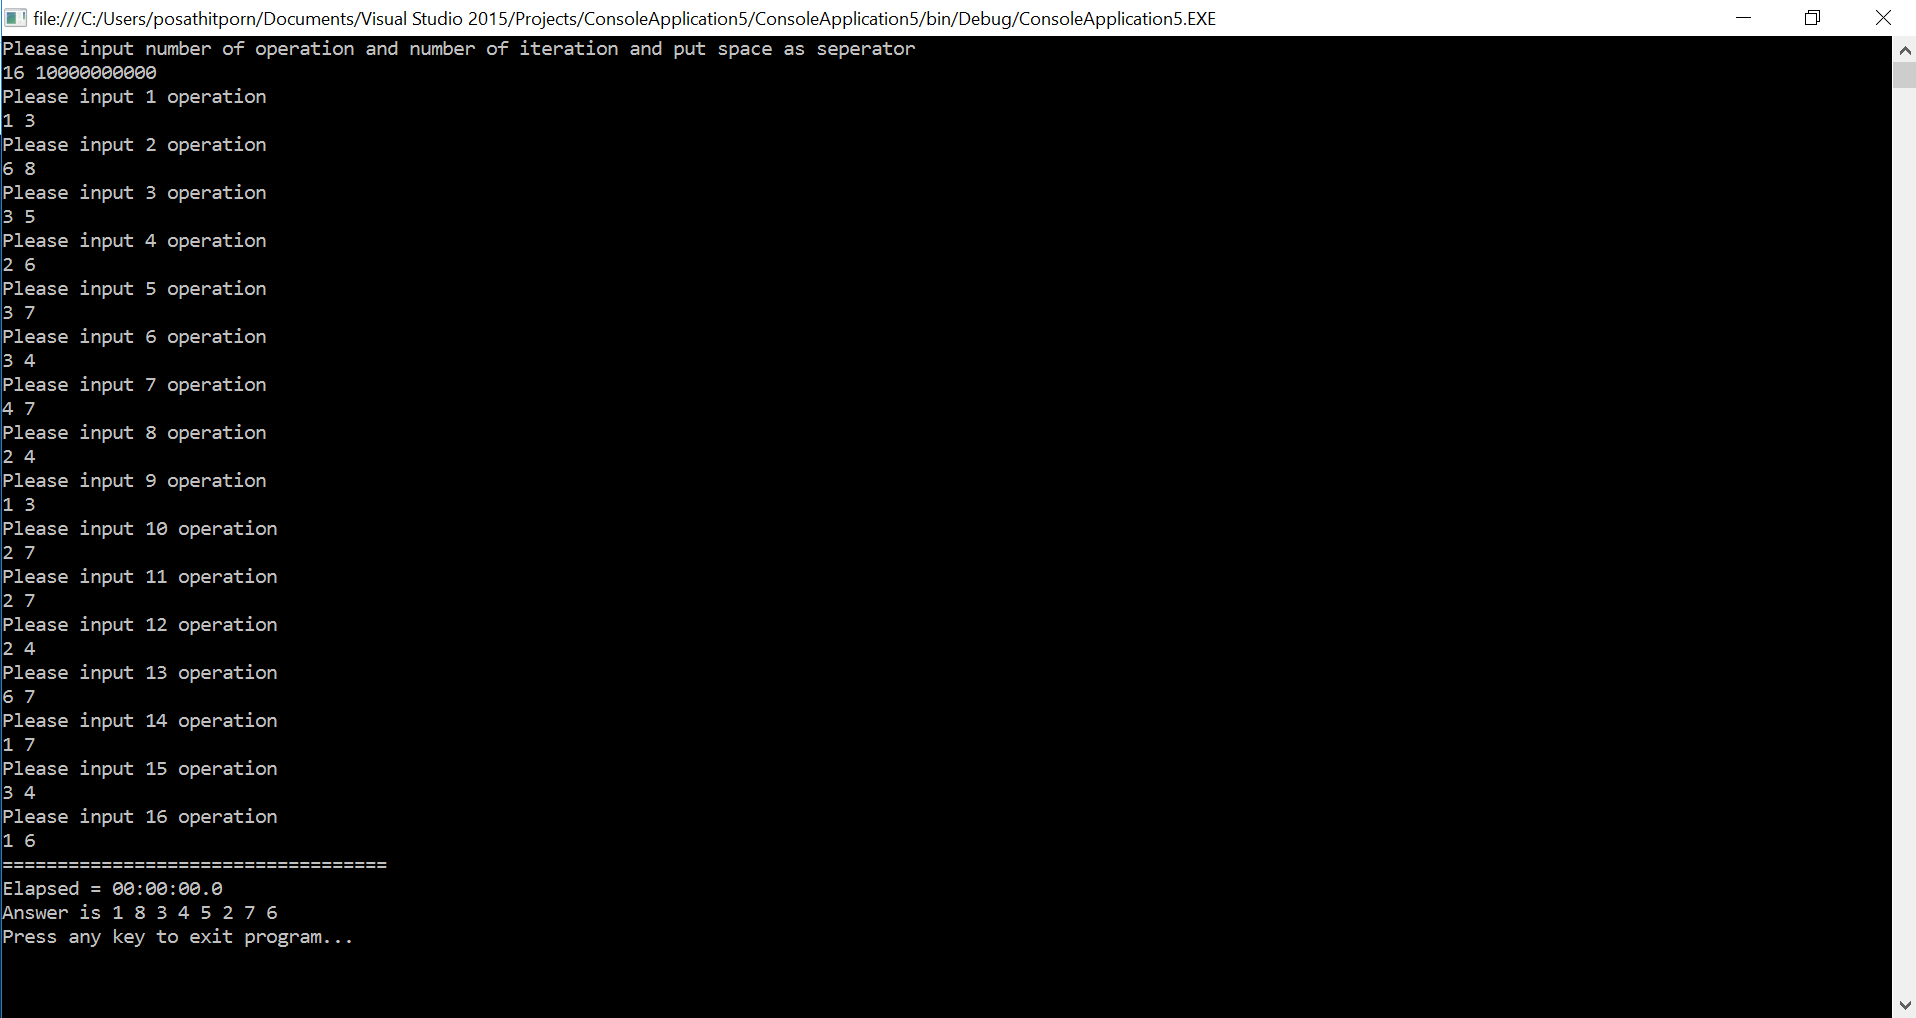 file:///C:/Users/posathitporn/Documents/Visual Studio 2015/Projects/ConsoleApplication5/ConsoleApplication5/bin/Debug/ConsoleApplication5.EXE
Please input number of operation and number of iteration and put space as seperator
16 10000000000
Please input 1 operation
1 3
Please input 2 operation
6 8
Please input 3 operation
3 5
Please input 4 operation
2 6
Please input 5 operation
3 7
Please input 6 operation
3 4
Please input 7 operation
4 7
Please input 8 operation
2 4
Please input 9 operation
1 3
Please input 10 operation
2 7
Please input 11 operation
2 7
Please input 12 operation
2 4
Please input 13 operation
6 7
Please input 14 operation
1 7
Please input 15 operation
3 4
Please input 16 operation
1 6
===================================
Elapsed = 00:00:00.0
Answer is 1 8 3 4 5 2 7 6
Press any key to exit program...